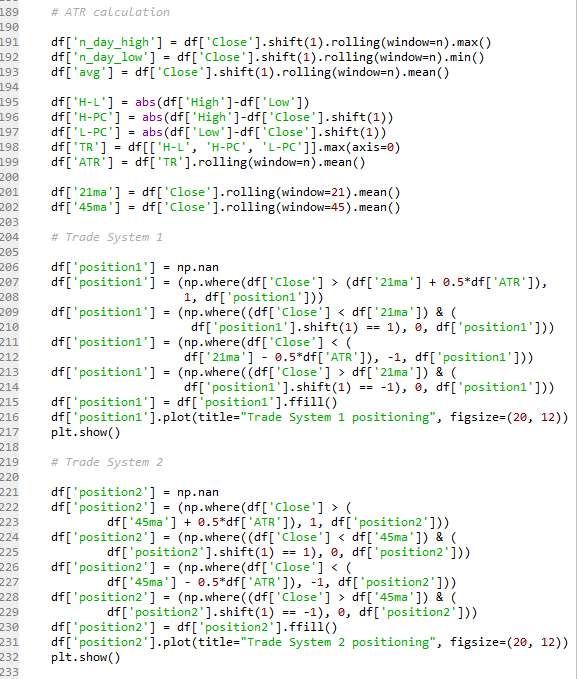 189 # ATR calculation
190
191 df['n_day_high'] = df['Close'].shift(1).rolling(window=n).max()
192 df['n_day_low'] = df['Close'].shift(1).rolling(window=n).min()
193 df['avg'] = df['Close'].shift(1).rolling(window=n).mean()
194
195 df['H-L'] = abs(df['High']-df['Low'])
196 df['H-PC'] = abs(df['High']-df['Close'].shift(1))
197 df['L-PC'] = abs(df['Low']-df['Close'].shift(1))
198 df['TR'] = df[['H-L', 'H-PC', 'L-PC']].max(axis=0)
199 df['ATR'] = df['TR'].rolling(window=n).mean()
200
201 df['21ma'] = df['Close'].rolling(window=21).mean()
202 df['45ma'] = df['Close'].rolling(window=45).mean()
203
204 # Trade System 1
205
206 df['position1'] = np.nan
207 df['position1'] = (np.where(df['Close'] > (df['21ma'] + 0.5*df['ATR']),
208 1, df['position1']))
209 df['position1'] = (np.where((df['Close'] < df['21ma']) & (
210 df['position1'].shift(1) == 1), 0, df['position1']))
211 df['position1'] = (np.where(df['Close'] < (
212 df['21ma'] - 0.5*df['ATR']), -1, df['position1']))
213 df['position1'] = (np.where((df['Close'] > df['21ma']) & (
214 df['position1'].shift(1) == -1), 0, df['position1']))
215 df['position1'] = df['position1'].ffill()
216 df['position1'].plot(title="Trade System 1 positioning", figsize=(20, 12))
217 plt.show()
218
219 # Trade System 2
220
221 df['position2'] = np.nan
222 df['position2'] = (np.where(df['Close'] > (
223 df['45ma'] + 0.5*df['ATR']), 1, df['position2']))
224 df['position2'] = (np.where((df['Close'] < df['45ma']) & (
225 df['position2'].shift(1) == 1), 0, df['position2']))
226 df['position2'] = (np.where(df['Close'] < (
227 df['45ma'] - 0.5*df['ATR']), -1, df['position2']))
228 df['position2'] = (np.where((df['Close'] > df['45ma']) & (
229 df['position2'].shift(1) == -1), 0, df['position2']))
230 df['position2'] = df['position2'].ffill()
231 df['position2'].plot(title="Trade System 2 positioning", figsize=(20, 12))
232 plt.show()
233